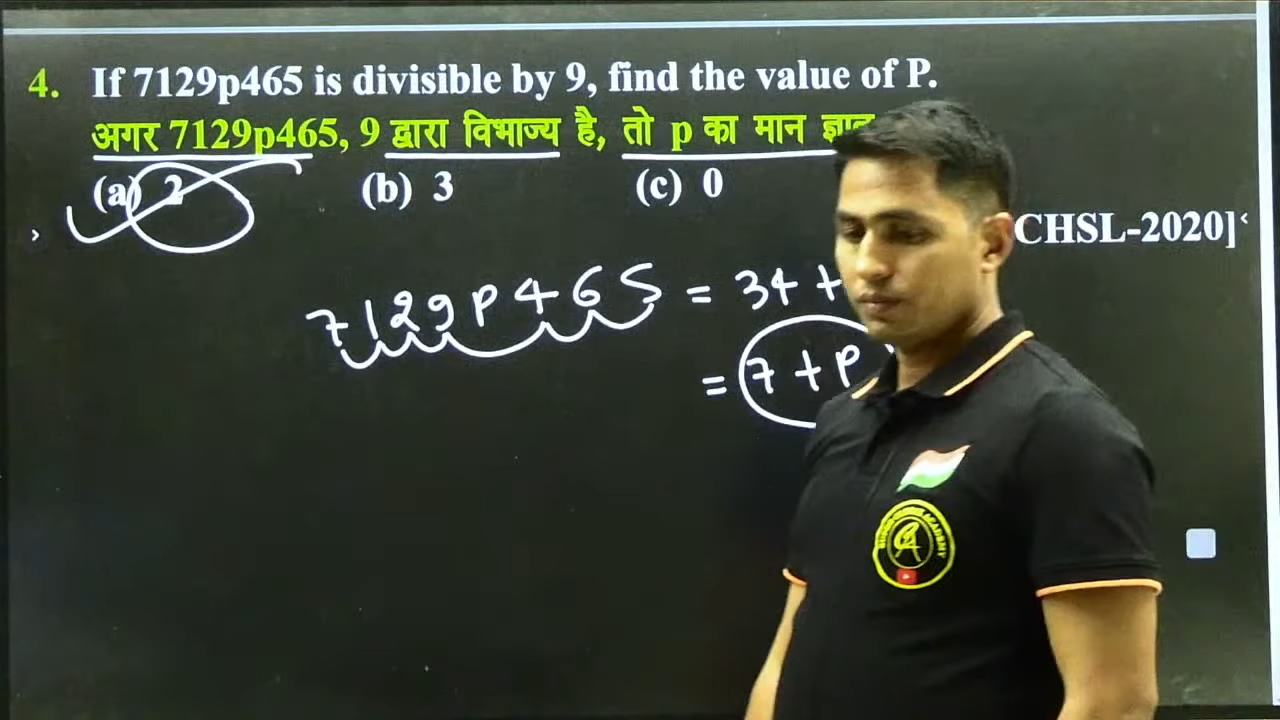 4. If 7129p465 is divisible by 9, find the value of P.
अगर 7129p465, 9 द्वारा विभाज्य है, तो p का मान
(a) 2 (b) 3 (c) 0
CHSL-2020]
7129P465 = 34 +
= 7 + P